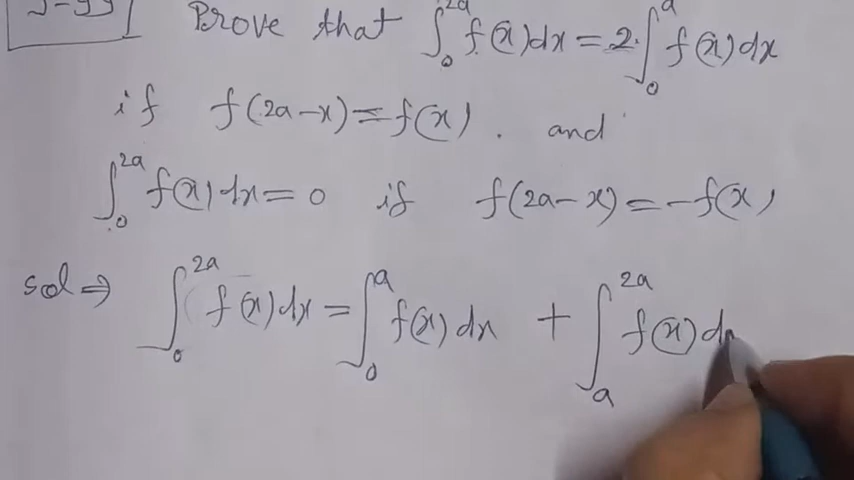 Prove that ∫₀²ᵃ f(x)dx = 2.∫₀ᵃ f(x)dx
if f(2a-x)=f(x). and
∫₀²ᵃ f(x)dx = 0 if f(2a-x)=-f(x)
sol ⇒ ∫₀²ᵃ f(x)dx = ∫₀ᵃ f(x)dx + ∫ₐ²ᵃ f(x)dx